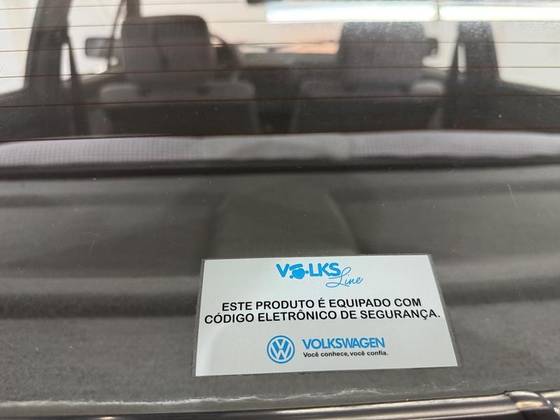 VOLKS
Line
ESTE PRODUTO É EQUIPADO COM
CÓDIGO ELETRÔNICO DE SEGURANÇA.
VOLKSWAGEN
Você conhece, você confia.